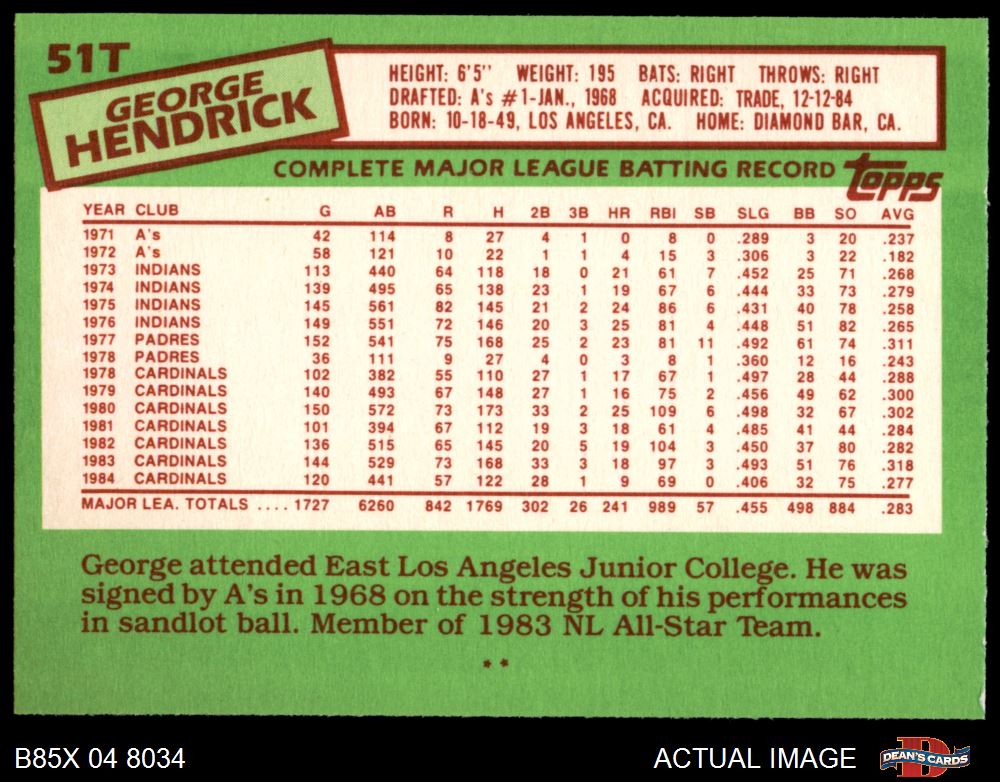 51T
GEORGE
HENDRICK
HEIGHT: 6'5" WEIGHT: 195 BATS: RIGHT THROWS: RIGHT
DRAFTED: A's #1-JAN., 1968 ACQUIRED: TRADE, 12-12-84
BORN: 10-18-49, LOS ANGELES, CA. HOME: DIAMOND BAR, CA.
COMPLETE MAJOR LEAGUE BATTING RECORD topps
YEAR CLUB G AB R H 2B 3B HR RBI SB SLG BB SO AVG
1971 A's 42 114 8 27 4 1 0 8 0 .289 3 20 .237
1972 A's 58 121 10 22 1 1 4 15 3 .306 3 22 .182
1973 INDIANS 113 440 64 118 18 0 21 61 7 .452 25 71 .268
1974 INDIANS 139 495 65 138 23 1 19 67 6 .444 33 73 .279
1975 INDIANS 145 561 82 145 21 2 24 86 6 .431 40 78 .258
1976 INDIANS 149 551 72 146 20 3 25 81 4 .448 51 82 .265
1977 PADRES 152 541 75 168 25 2 23 81 11 .492 61 74 .311
1978 PADRES 36 111 9 27 4 0 3 8 1 .360 12 16 .243
1978 CARDINALS 102 382 55 110 27 1 17 67 1 .497 28 44 .288
1979 CARDINALS 140 493 67 148 27 1 16 75 2 .456 49 62 .300
1980 CARDINALS 150 572 73 173 33 2 25 109 6 .498 32 67 .302
1981 CARDINALS 101 394 67 112 19 3 18 61 4 .485 41 44 .284
1982 CARDINALS 136 515 65 145 20 5 19 104 3 .450 37 80 .282
1983 CARDINALS 144 529 73 168 33 3 18 97 3 .493 51 76 .318
1984 CARDINALS 120 441 57 122 28 1 9 69 0 .406 32 75 .277
MAJOR LEA. TOTALS .... 1727 6260 842 1769 302 26 241 989 57 .455 498 884 .283
George attended East Los Angeles Junior College. He was
signed by A's in 1968 on the strength of his performances
in sandlot ball. Member of 1983 NL All-Star Team.
**
B85X 04 8034 ACTUAL IMAGE D DEAN'S CARDS